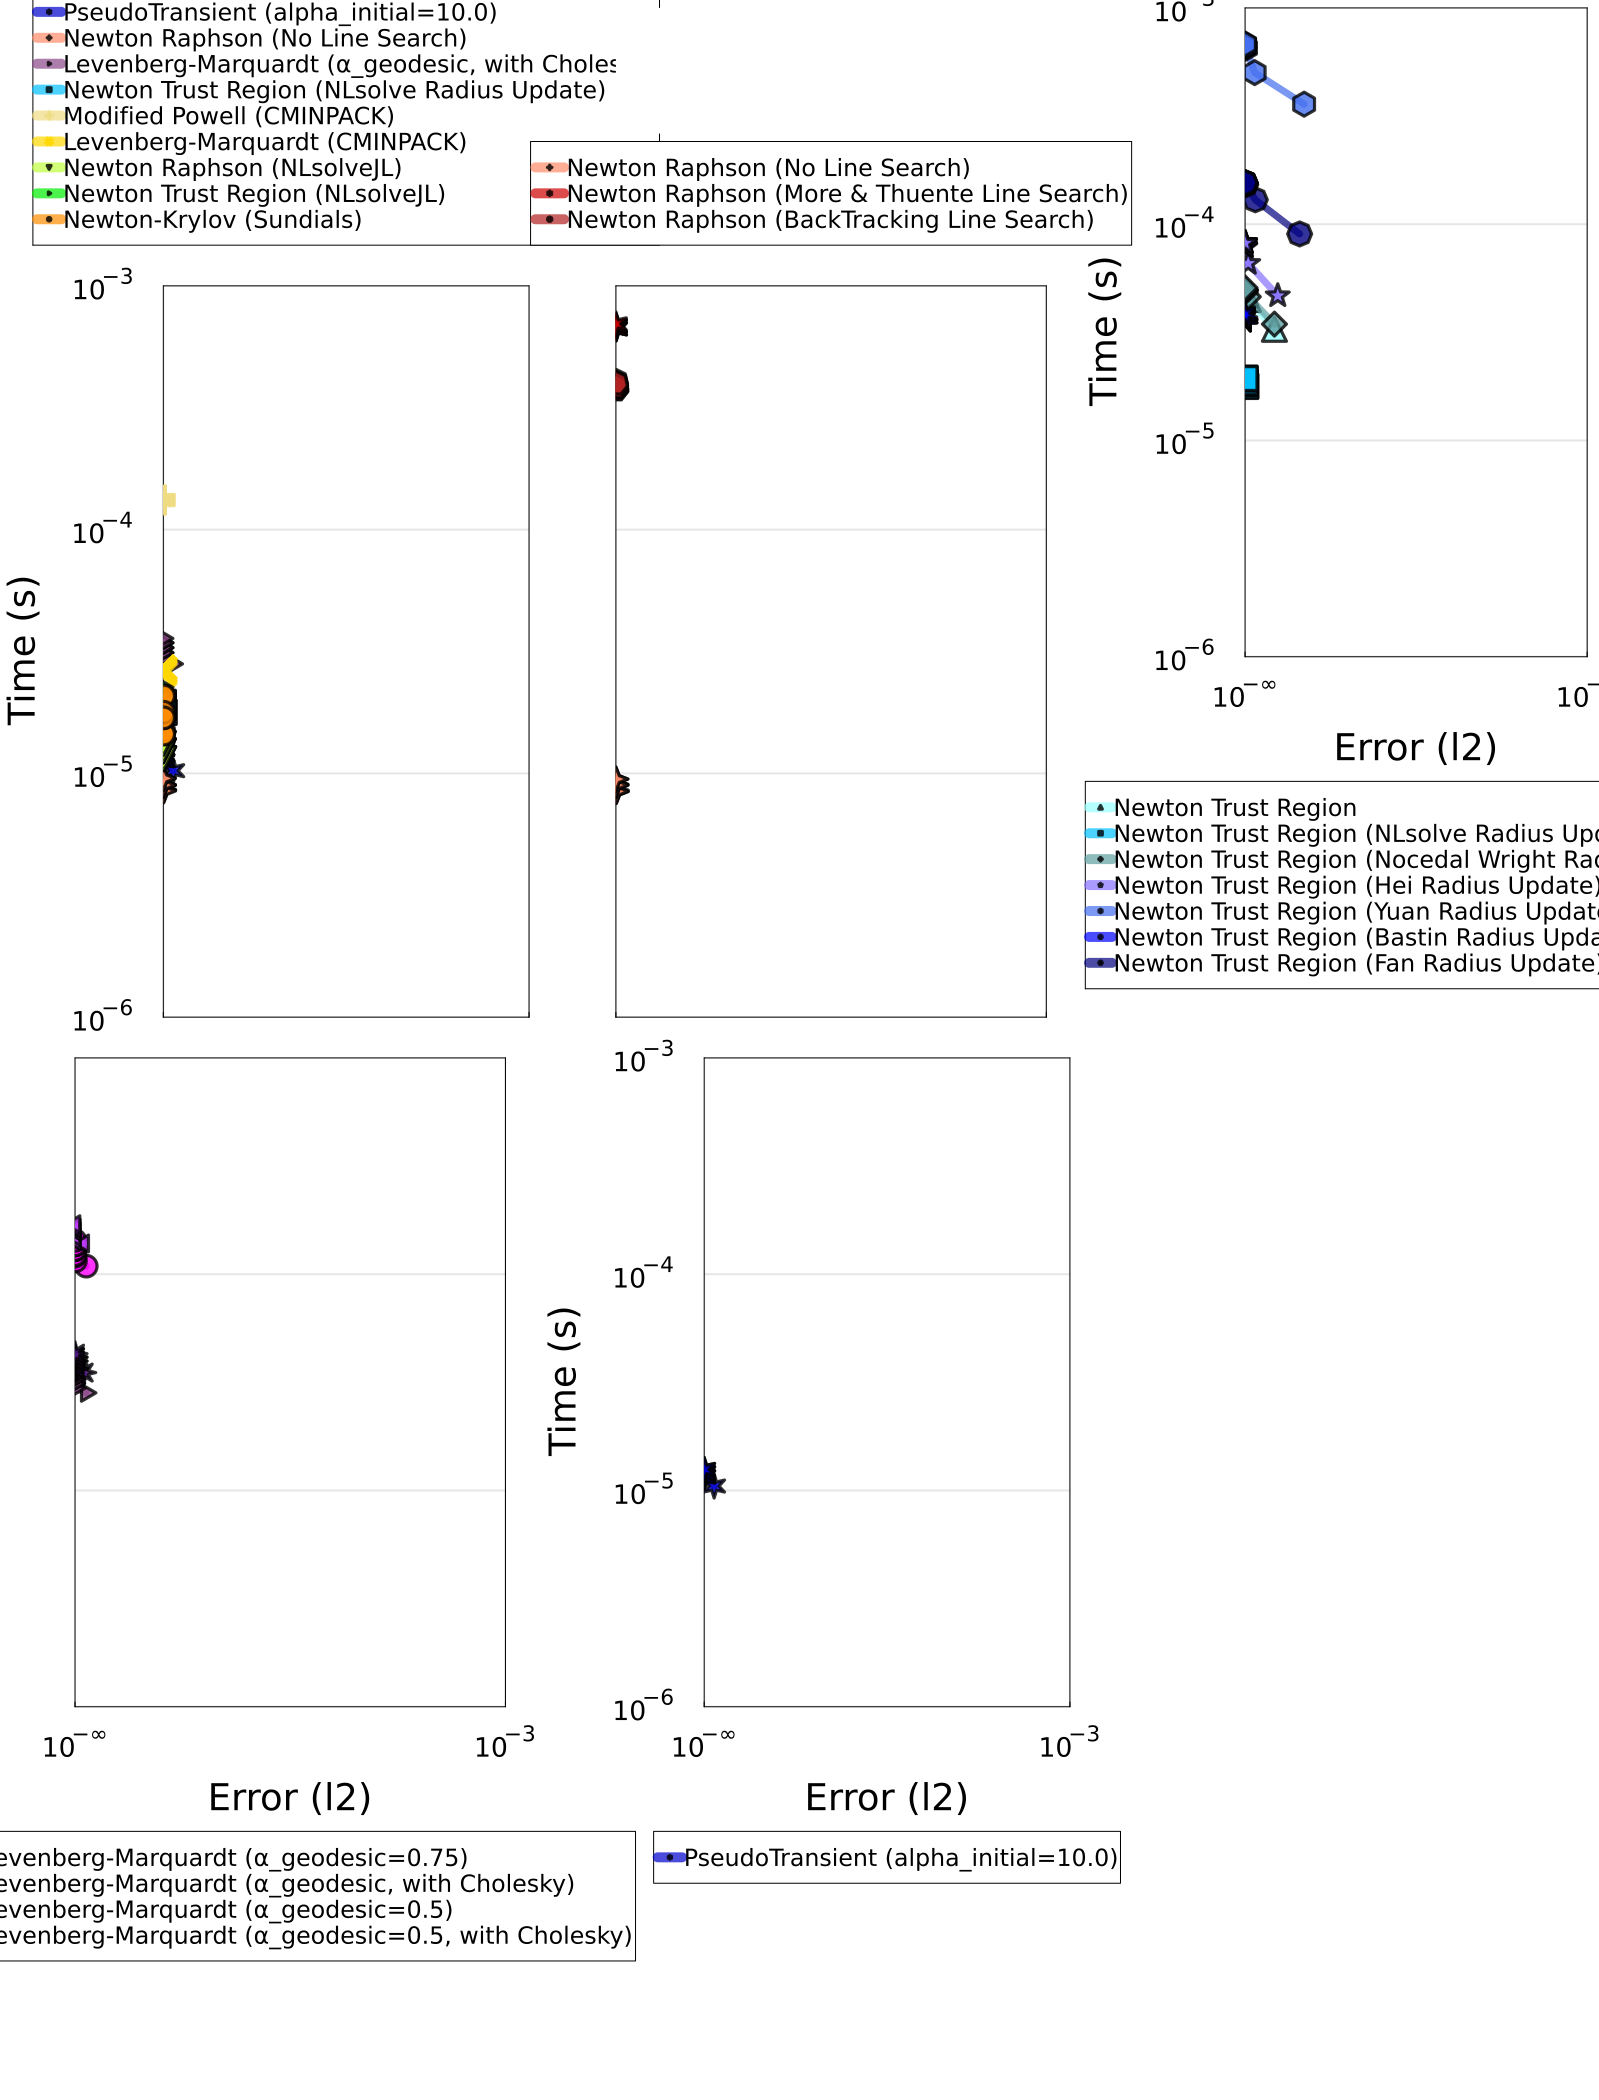 PseudoTransient (alpha_initial=10.0)
Newton Raphson (No Line Search)
Levenberg-Marquardt (α_geodesic, with Choles
Newton Trust Region (NLsolve Radius Update)
Modified Powell (CMINPACK)
Levenberg-Marquardt (CMINPACK)
Newton Raphson (NLsolveJL)
Newton Trust Region (NLsolveJL)
Newton-Krylov (Sundials)
Newton Raphson (No Line Search)
Newton Raphson (More & Thuente Line Search)
Newton Raphson (BackTracking Line Search)
10⁻³
10⁻⁴
10⁻⁵
10⁻⁶
Time (s)
10⁻⁴
10⁻⁵
10⁻⁶
Time (s)
10⁻∞
10⁻
Error (l2)
Newton Trust Region
Newton Trust Region (NLsolve Radius Upd
Newton Trust Region (Nocedal Wright Rad
Newton Trust Region (Hei Radius Update)
Newton Trust Region (Yuan Radius Update
Newton Trust Region (Bastin Radius Upda
Newton Trust Region (Fan Radius Update)
10⁻∞
10⁻³
Error (l2)
evenberg-Marquardt (α_geodesic=0.75)
evenberg-Marquardt (α_geodesic, with Cholesky)
evenberg-Marquardt (α_geodesic=0.5)
evenberg-Marquardt (α_geodesic=0.5, with Cholesky)
10⁻³
10⁻⁴
10⁻⁵
10⁻⁶
Time (s)
10⁻∞
10⁻³
Error (l2)
PseudoTransient (alpha_initial=10.0)